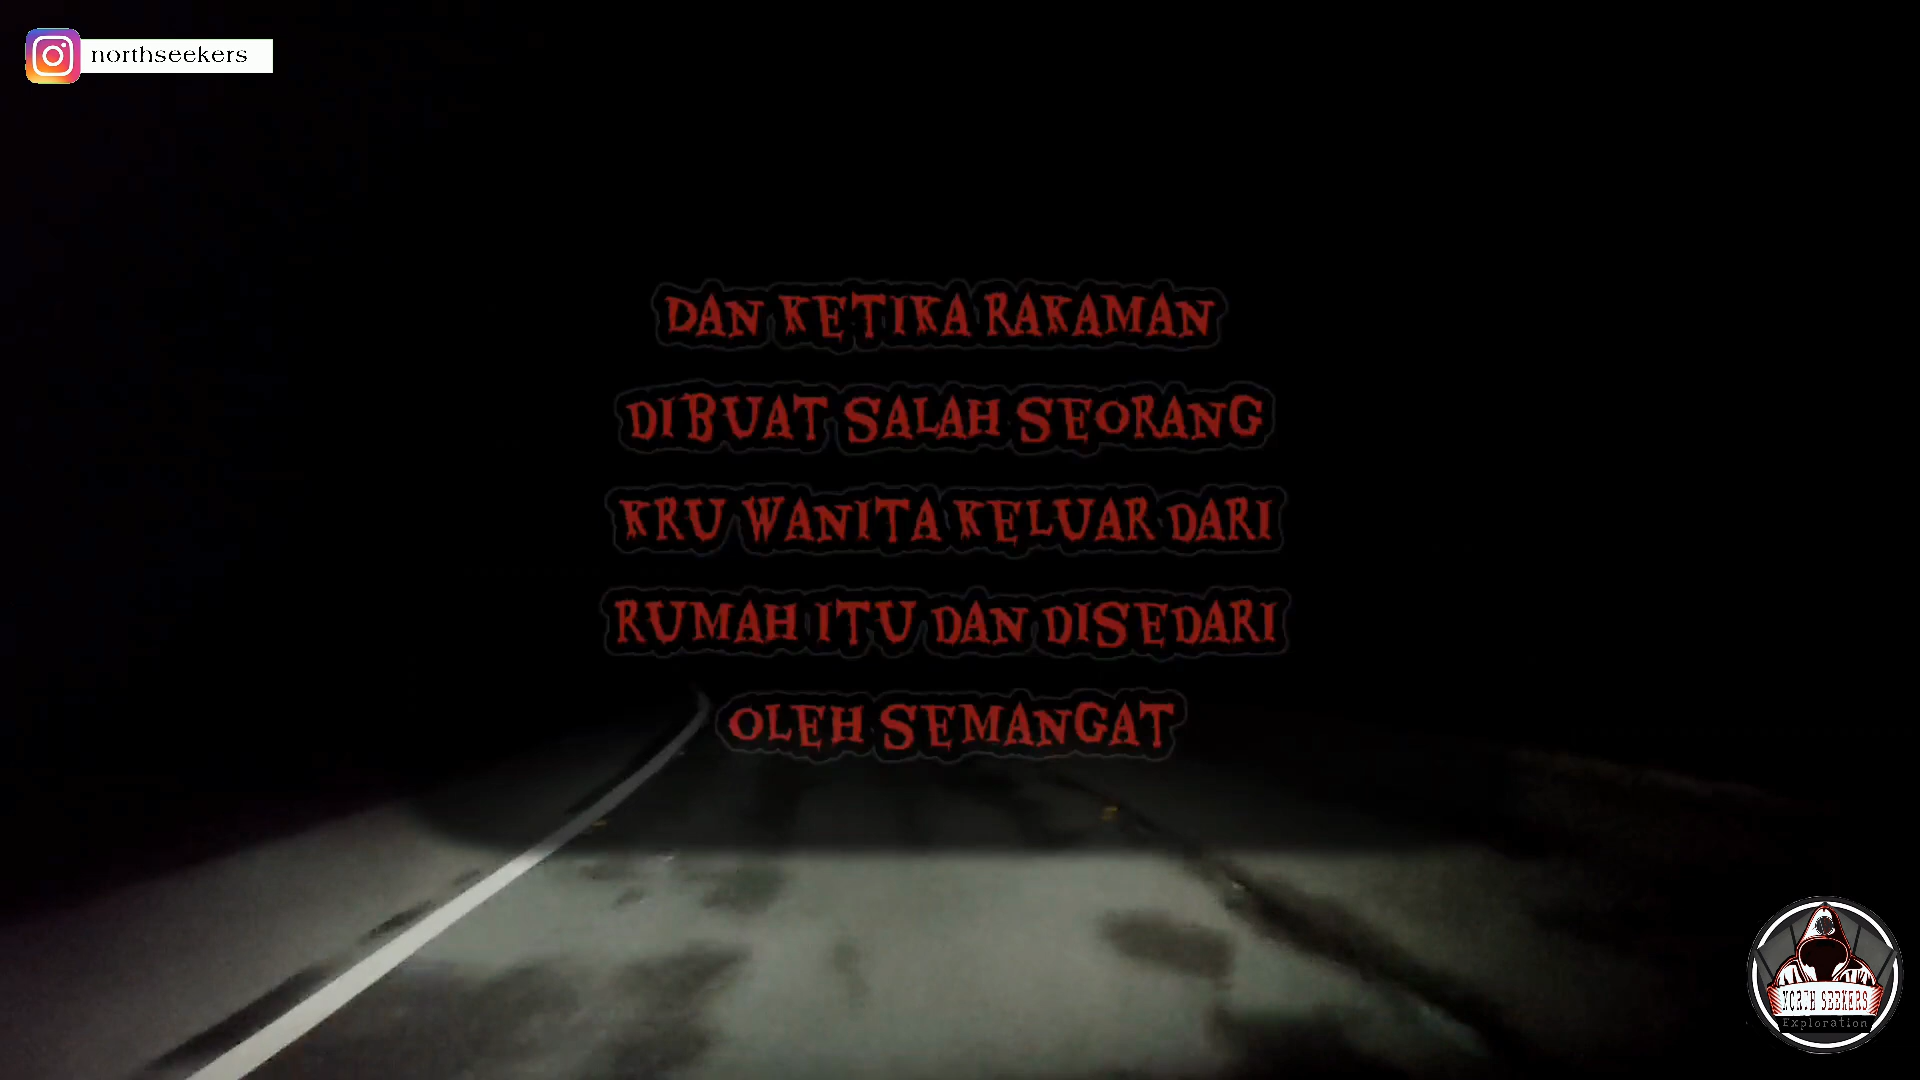 northseekers
DAN KETIKA RAKAMAN
DIBUAT SALAH SEORANG
KRU WANITA KELUAR DARI
RUMAH ITU DAN DISEDARI
OLEH SEMANGAT
NORTH SEEKERS
Exploration